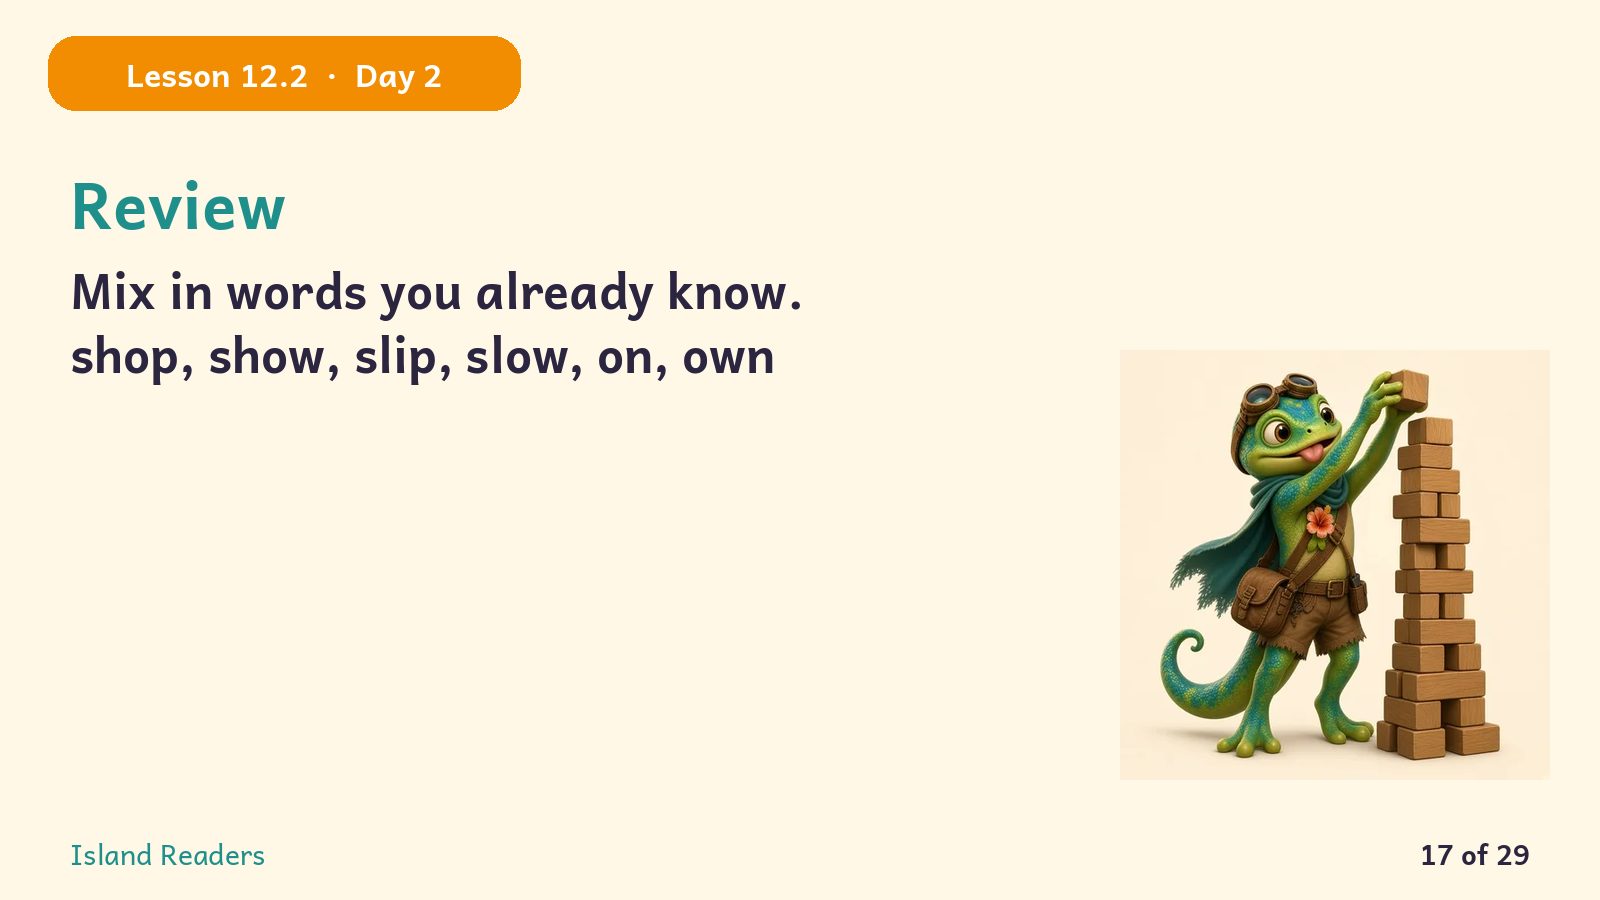 Lesson 12.2 · Day 2
Review
Mix in words you already know.
shop, show, slip, slow, on, own
Island Readers
17 of 29